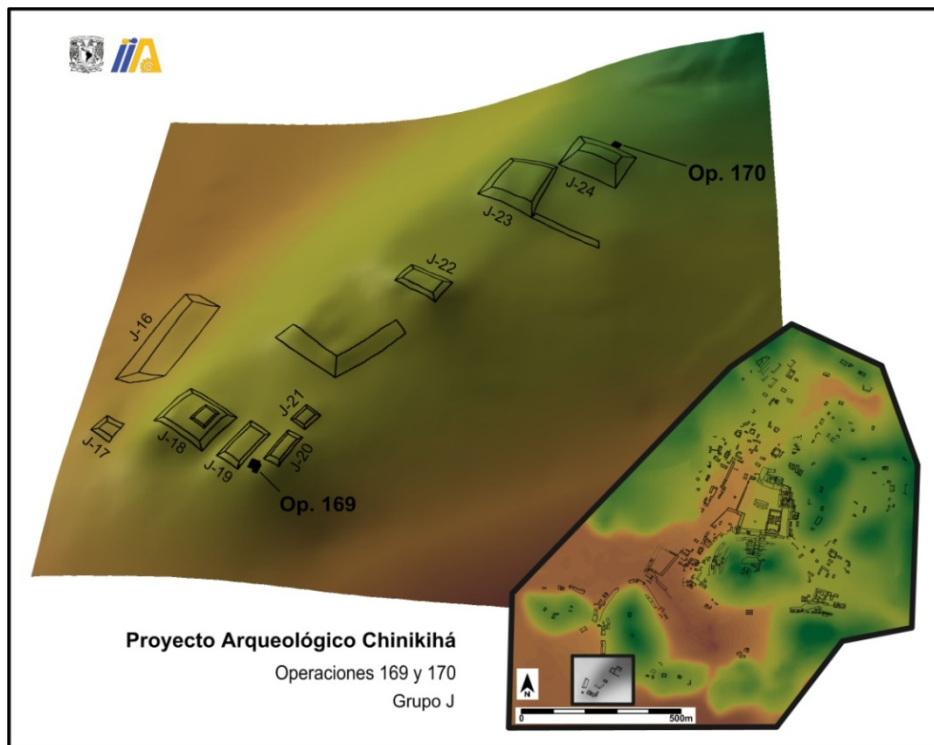 IIA
Op. 170
J-24
J-23
J-22
J-16
J-21
J-17
J-18
J-19
J-20
Op. 169
Proyecto Arqueológico Chinikihá
Operaciones 169 y 170
Grupo J
N
0 500m